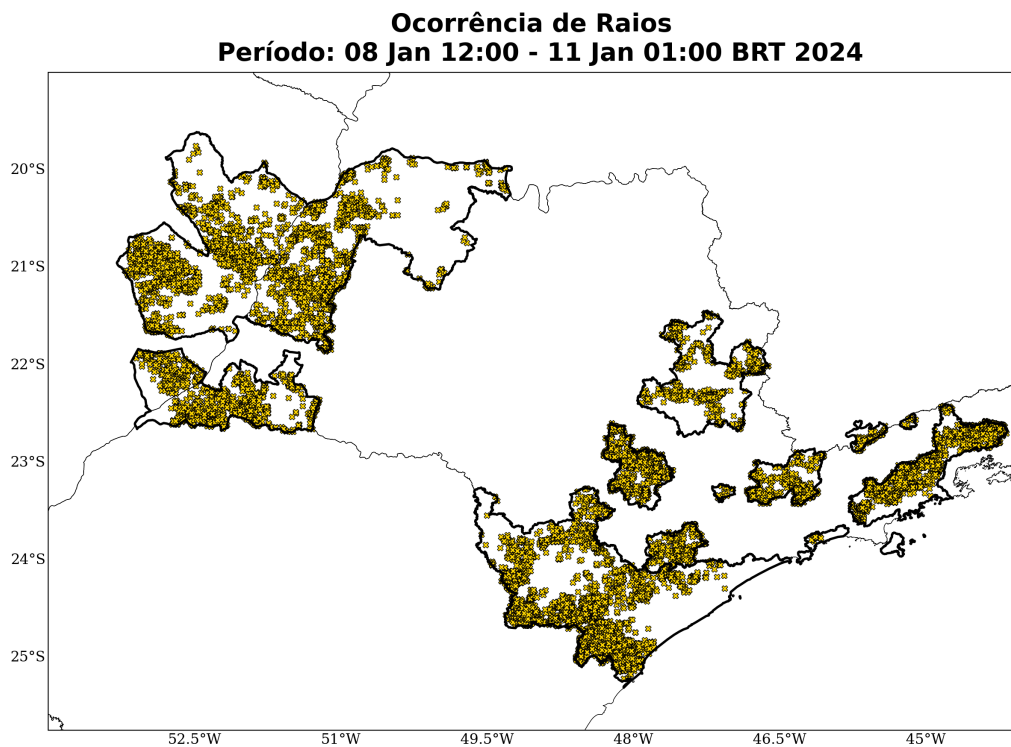 Ocorrência de Raios
Período: 08 Jan 12:00 - 11 Jan 01:00 BRT 2024
20°S
21°S
22°S
23°S
24°S
25°S
52.5°W 51°W 49.5°W 48°W 46.5°W 45°W